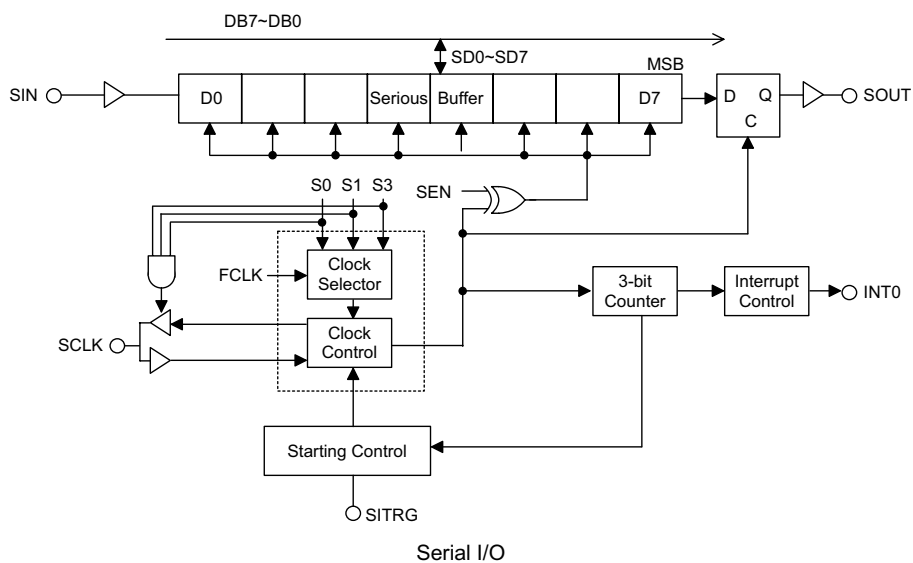 DB7~DB0
SD0~SD7
MSB
SIN
D0
Serious
Buffer
D7
D Q
C
SOUT
S0 S1 S3
SEN
FCLK
Clock
Selector
3-bit
Counter
Interrupt
Control
INT0
SCLK
Clock
Control
Starting Control
SITRG
Serial I/O